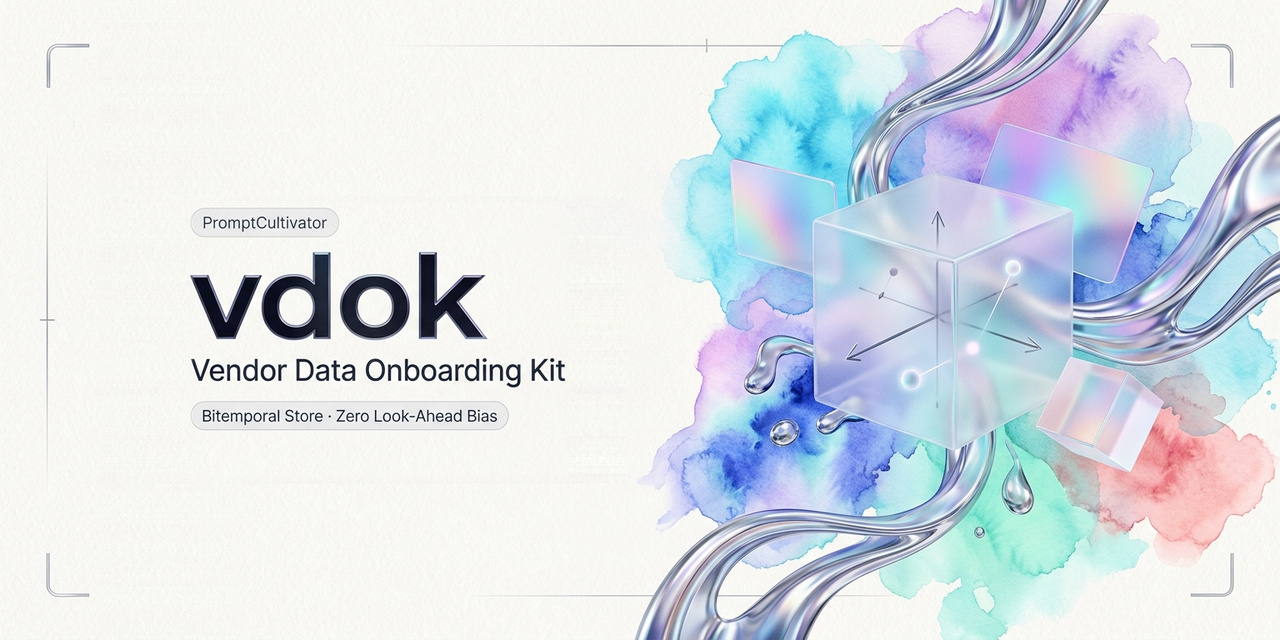 PromptCultivator
vdok
Vendor Data Onboarding Kit
Bitemporal Store · Zero Look-Ahead Bias